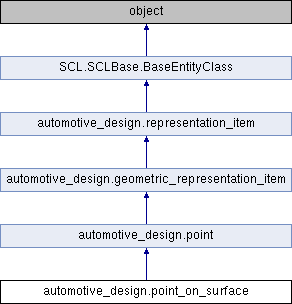 object
SCL.SCLBase.BaseEntityClass
automotive_design.representation_item
automotive_design.geometric_representation_item
automotive_design.point
automotive_design.point_on_surface